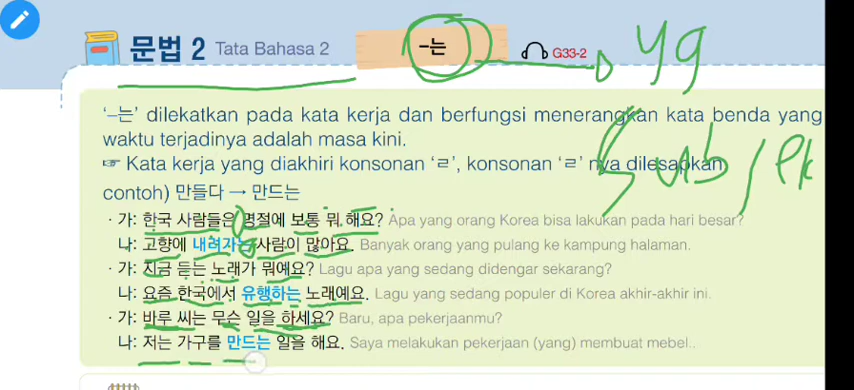 문법 2 Tata Bahasa 2 -는 G33-2 yg
'-는' dilekatkan pada kata kerja dan berfungsi menerangkan kata benda yang
waktu terjadinya adalah masa kini.
☞ Kata kerja yang diakhiri konsonan 'ㄹ', konsonan 'ㄹ' nya dilesapkan
Subjek
contoh) 만들다 → 만드는
· 가: 한국 사람들은 명절에 보통 뭐 해요? Apa yang orang Korea bisa lakukan pada hari besar?
나: 고향에 내려가는 사람이 많아요. Banyak orang yang pulang ke kampung halaman.
· 가: 지금 듣는 노래가 뭐예요? Lagu apa yang sedang didengar sekarang?
나: 요즘 한국에서 유행하는 노래예요. Lagu yang sedang populer di Korea akhir-akhir ini.
· 가: 바루 씨는 무슨 일을 하세요? Baru, apa pekerjaanmu?
나: 저는 가구를 만드는 일을 해요. Saya melakukan pekerjaan (yang) membuat mebel..